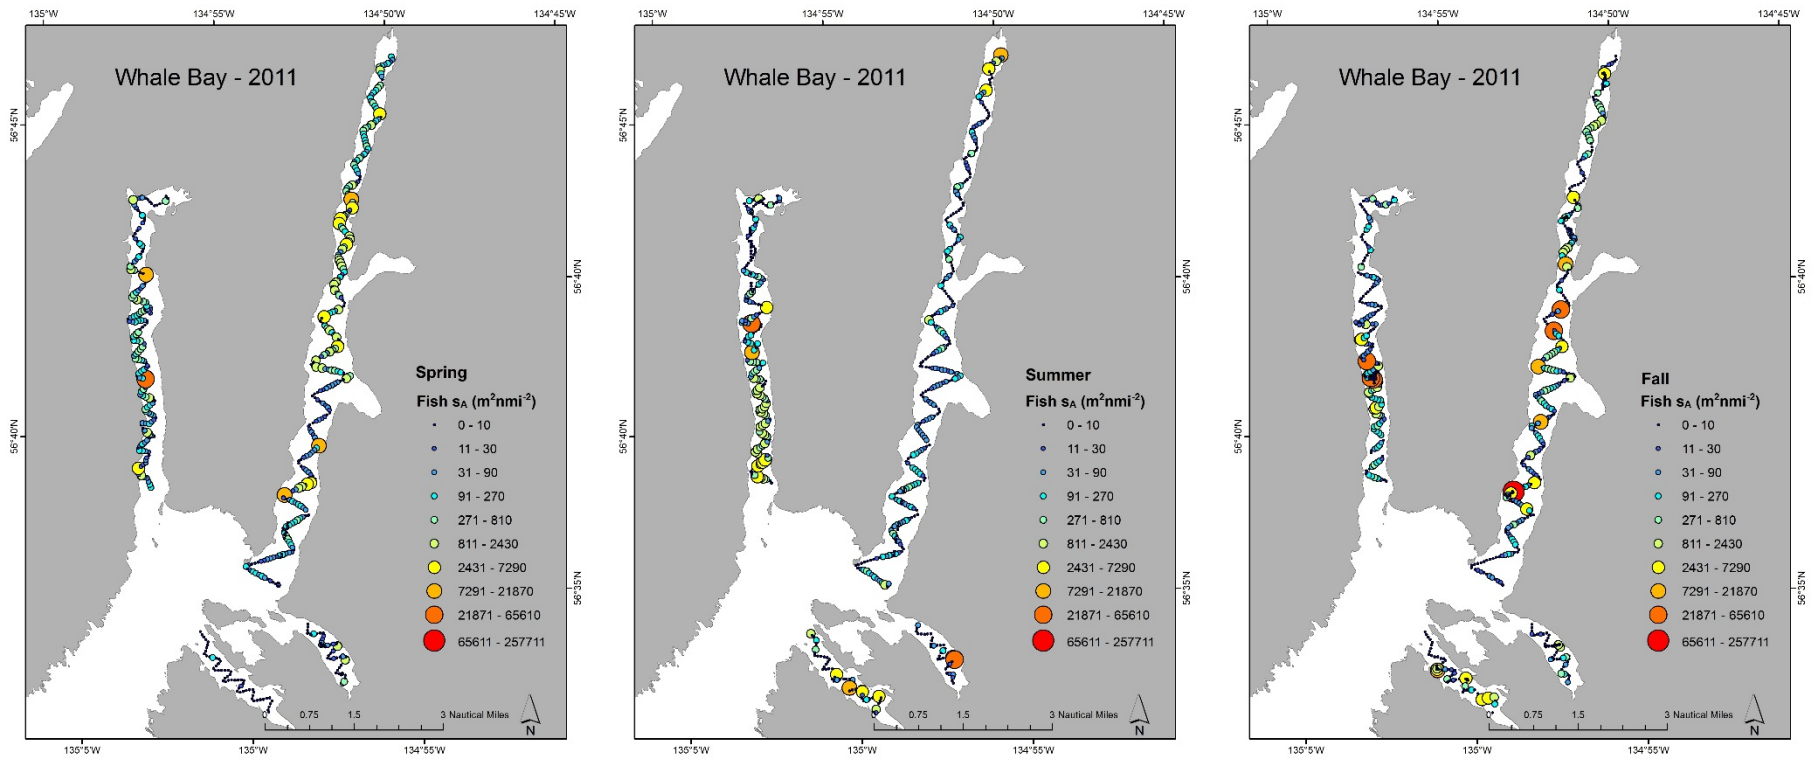 135°W 134°55'W 134°50'W 134°45'W
Whale Bay - 2011
56°45'N
56°40'N
56°40'N
56°35'N
Spring
Fish sA (m²nmi-²)
0 - 10
11 - 30
31 - 90
91 - 270
271 - 810
811 - 2430
2431 - 7290
7291 - 21870
21871 - 65610
65611 - 257711
0 0.75 1.5 3 Nautical Miles
N
135°5'W 135°0'W 134°55'W
135°W 134°55'W 134°50'W 134°45'W
Whale Bay - 2011
56°45'N
56°40'N
56°40'N
56°35'N
Summer
Fish sA (m²nmi-²)
0 - 10
11 - 30
31 - 90
91 - 270
271 - 810
811 - 2430
2431 - 7290
7291 - 21870
21871 - 65610
65611 - 257711
0 0.75 1.5 3 Nautical Miles
N
135°5'W 135°0'W 134°55'W
135°W 134°55'W 134°50'W 134°45'W
Whale Bay - 2011
56°45'N
56°40'N
56°40'N
56°35'N
Fall
Fish sA (m²nmi-²)
0 - 10
11 - 30
31 - 90
91 - 270
271 - 810
811 - 2430
2431 - 7290
7291 - 21870
21871 - 65610
65611 - 257711
0 0.75 1.5 3 Nautical Miles
N
135°5'W 135°0'W 134°55'W